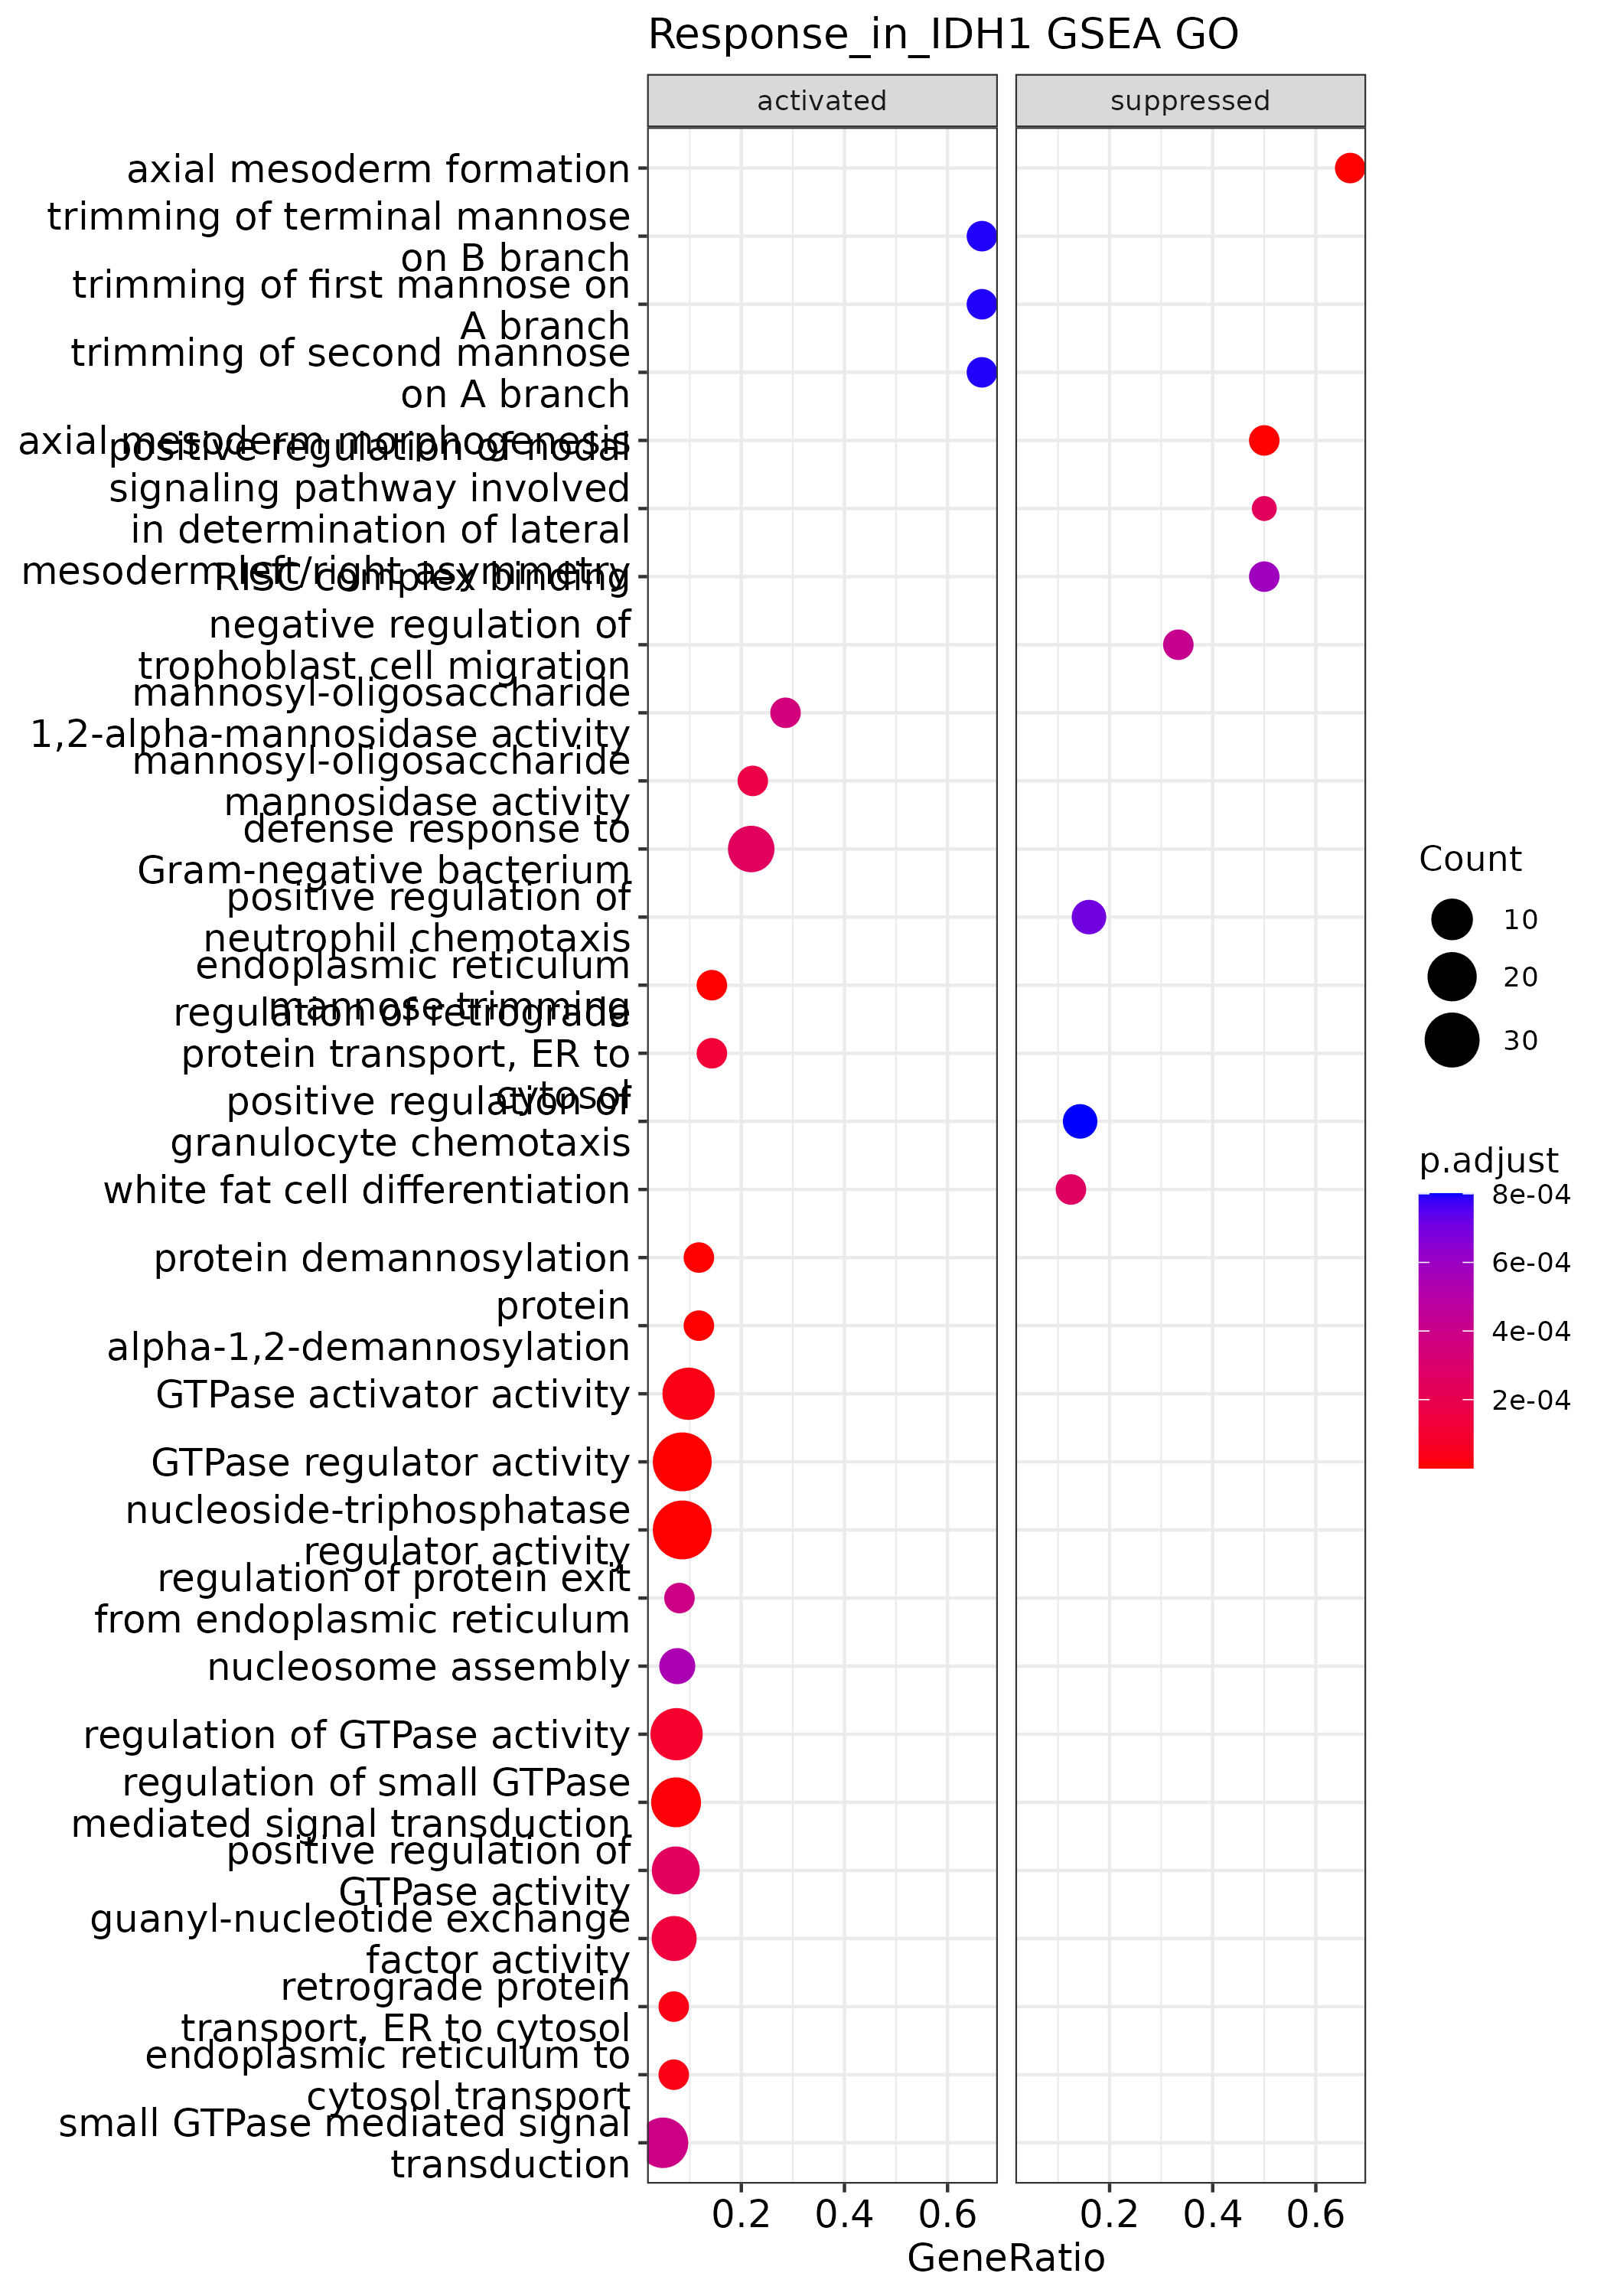 Response_in_IDH1 GSEA GO
activated
suppressed
axial mesoderm formation
trimming of terminal mannose
on B branch
trimming of first mannose on
A branch
trimming of second mannose
on A branch
axial mesoderm morphogenesis
positive regulation of nodal
signaling pathway involved
in determination of lateral
mesoderm left/right asymmetry
RISC complex binding
negative regulation of
trophoblast cell migration
mannosyl-oligosaccharide
1,2-alpha-mannosidase activity
mannosyl-oligosaccharide
mannosidase activity
defense response to
Gram-negative bacterium
positive regulation of
neutrophil chemotaxis
endoplasmic reticulum
mannose trimming
regulation of retrograde
protein transport, ER to
cytosol
positive regulation of
granulocyte chemotaxis
white fat cell differentiation
protein demannosylation
protein
alpha-1,2-demannosylation
GTPase activator activity
GTPase regulator activity
nucleoside-triphosphatase
regulator activity
regulation of protein exit
from endoplasmic reticulum
nucleosome assembly
regulation of GTPase activity
regulation of small GTPase
mediated signal transduction
positive regulation of
GTPase activity
guanyl-nucleotide exchange
factor activity
retrograde protein
transport, ER to cytosol
endoplasmic reticulum to
cytosol transport
small GTPase mediated signal
transduction
0.2 0.4 0.6
0.2 0.4 0.6
GeneRatio
Count
10
20
30
p.adjust
8e-04
6e-04
4e-04
2e-04